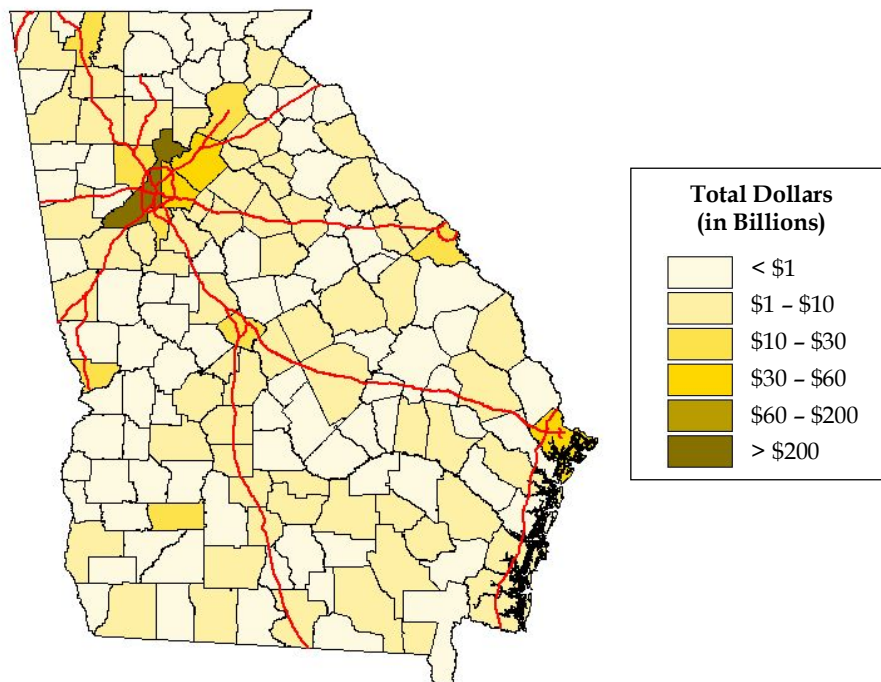 Total Dollars
(in Billions)
< $1
$1 – $10
$10 – $30
$30 – $60
$60 – $200
> $200